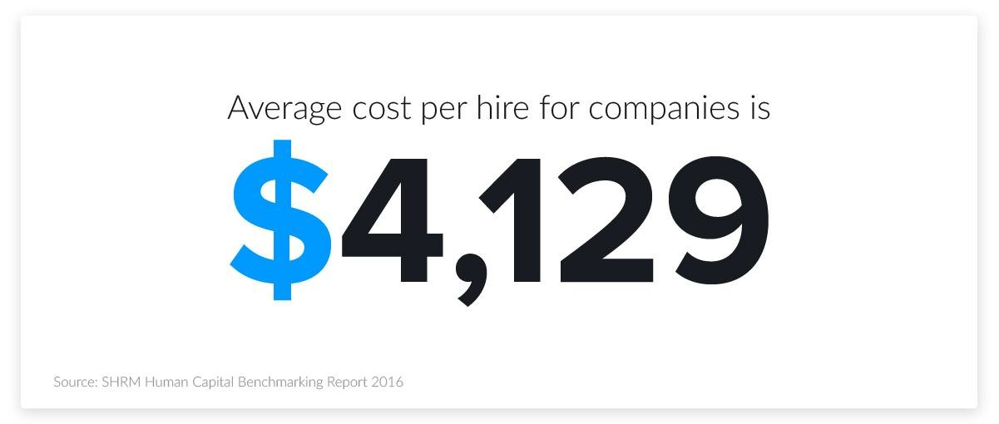 Average cost per hire for companies is
$4,129
Source: SHRM Human Capital Benchmarking Report 2016